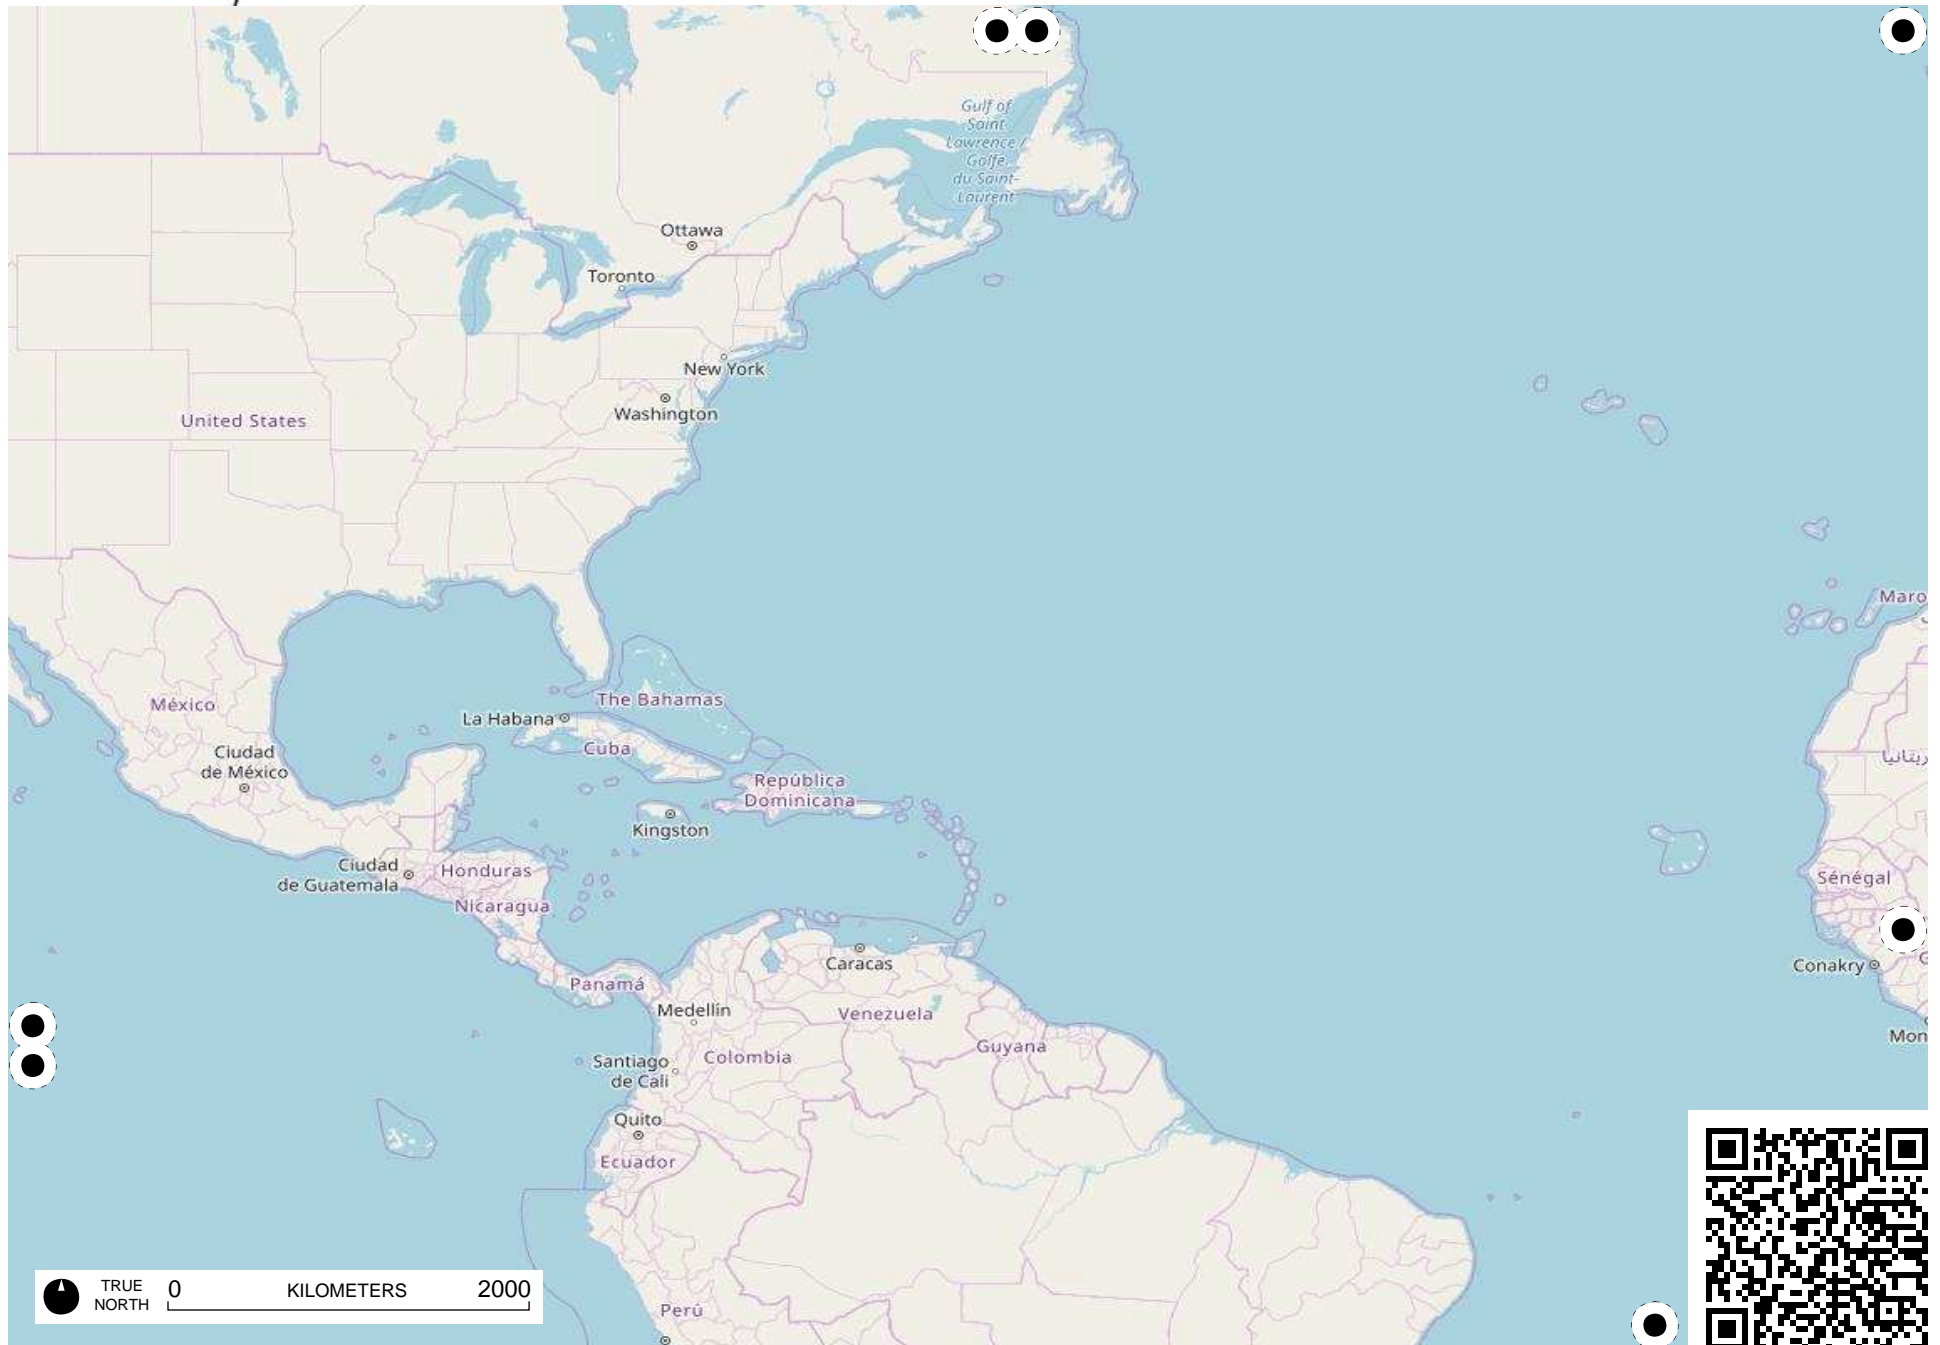 Gulf of
Saint
Lawrence /
Golfe
du Saint-
Laurent
Ottawa
Toronto
New York
Washington
United States
México
Ciudad
de México
The Bahamas
La Habana
Cuba
República
Dominicana
Kingston
Ciudad
de Guatemala
Honduras
Nicaragua
Panamá
Caracas
Medellín
Venezuela
Santiago
de Cali
Colombia
Guyana
Quito
Ecuador
Perú
Maro
Sénégal
Conakry
Mon
TRUE
NORTH
0 KILOMETERS 2000